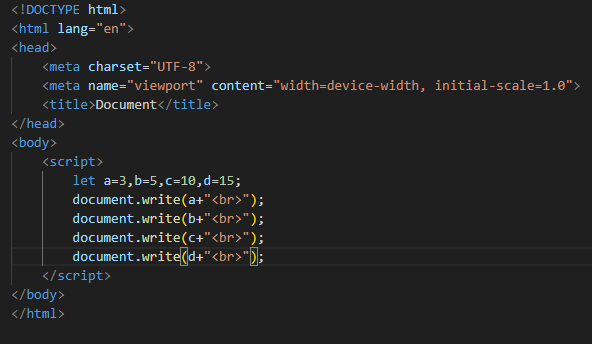 <!DOCTYPE html>
<html lang="en">
<head>
    <meta charset="UTF-8">
    <meta name="viewport" content="width=device-width, initial-scale=1.0">
    <title>Document</title>
</head>
<body>
    <script>
        let a=3,b=5,c=10,d=15;
        document.write(a+"<br>");
        document.write(b+"<br>");
        document.write(c+"<br>");
        document.write(d+"<br>");
    </script>
</body>
</html>